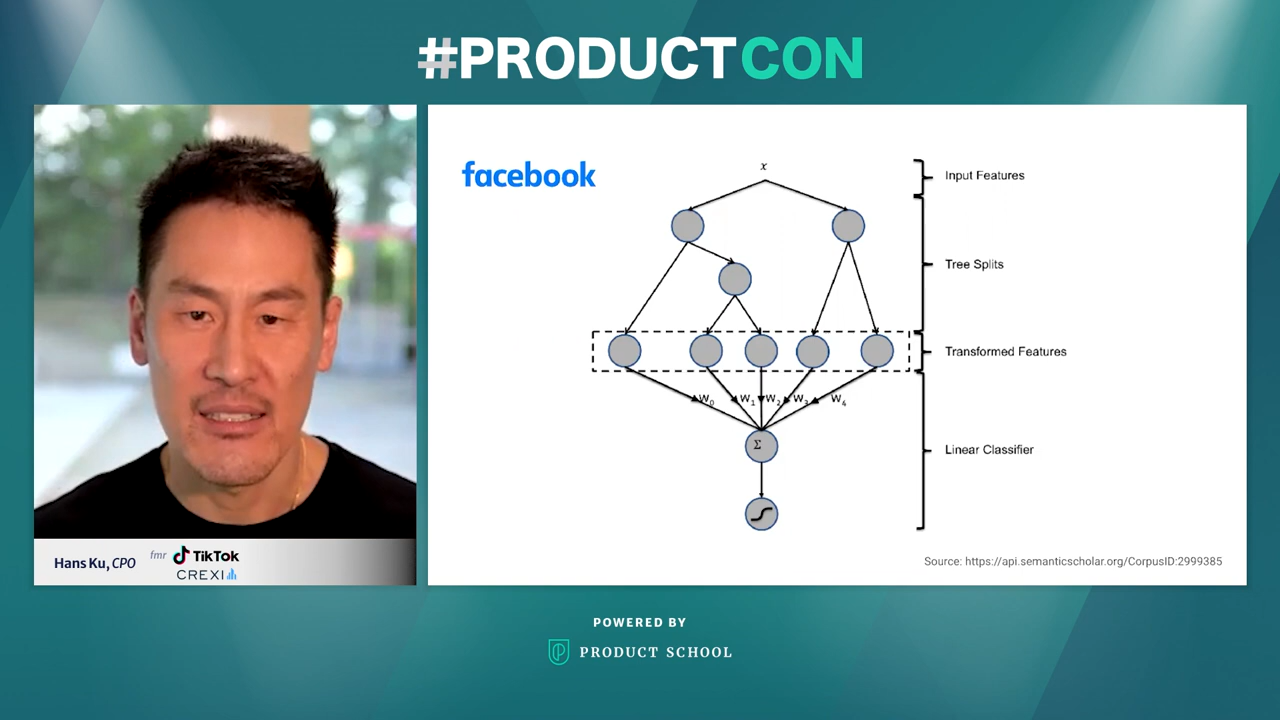 #PRODUCTCON
facebook
x
Input Features
Tree Splits
Transformed Features
W0 W1 W2 W3 W4
Σ
Linear Classifier
Source: https://api.semanticscholar.org/CorpusID:2999385
Hans Ku, CPO
fmr TikTok
CREXi
POWERED BY
PRODUCT SCHOOL